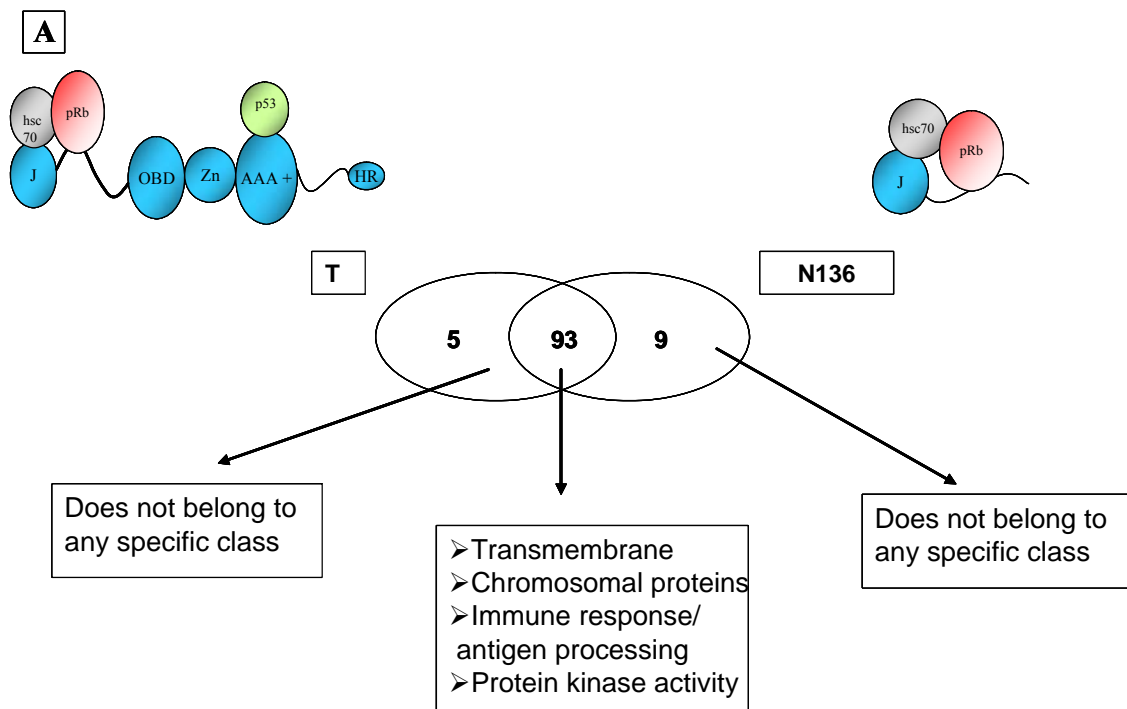 A
hsc
70
pRb
J
OBD
Zn
p53
AAA +
HR
hsc70
pRb
J
T
N136
5
93
9
Does not belong to
any specific class
➢Transmembrane
➢Chromosomal proteins
➢Immune response/
antigen processing
➢Protein kinase activity
Does not belong to
any specific class